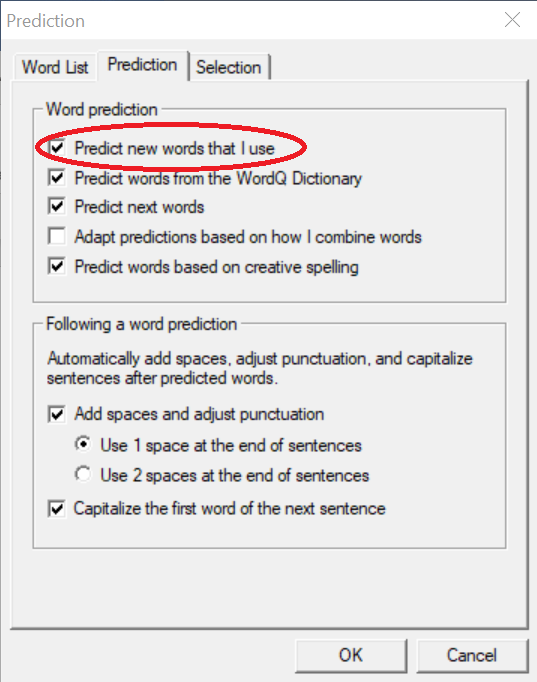 Prediction
Word List Prediction Selection
Word prediction
Predict new words that I use
Predict words from the WordQ Dictionary
Predict next words
Adapt predictions based on how I combine words
Predict words based on creative spelling
Following a word prediction
Automatically add spaces, adjust punctuation, and capitalize
sentences after predicted words.
Add spaces and adjust punctuation
Use 1 space at the end of sentences
Use 2 spaces at the end of sentences
Capitalize the first word of the next sentence
OK Cancel